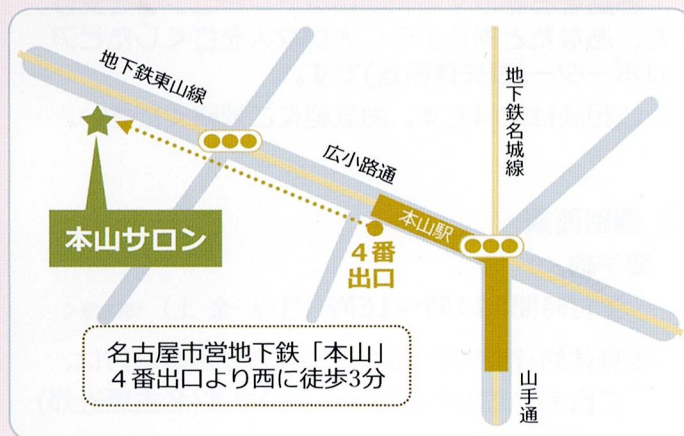 地下鉄東山線
地下鉄名城線
広小路通
本山駅
本山サロン
4番
出口
名古屋市営地下鉄「本山」
4番出口より西に徒歩3分
山手通